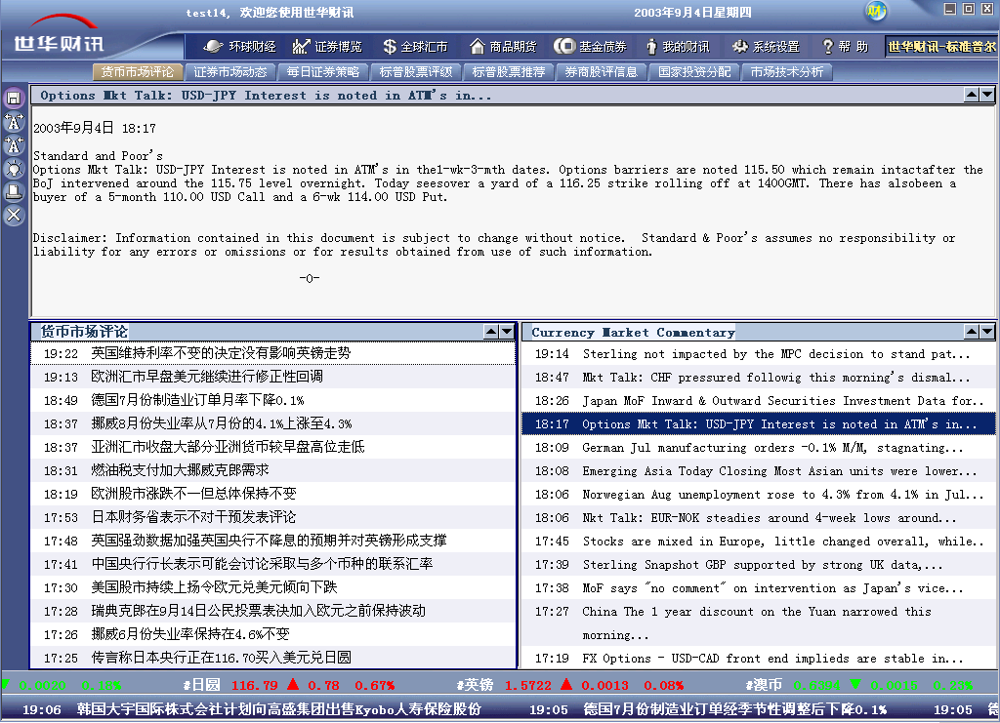 test14, 欢迎您使用世华财讯
2003年9月4日星期四
世华财讯
环球财经 证券博览 全球汇市 商品期货 基金债券 我的财讯 系统设置 帮 助 世华财讯-标准普尔
货币市场评论 证券市场动态 每日证券策略 标普股票评级 标普股票推荐 券商股评信息 国家投资分配 市场技术分析
Options Mkt Talk: USD-JPY Interest is noted in ATM's in...
2003年9月4日 18:17
Standard and Poor's
Options Mkt Talk: USD-JPY Interest is noted in ATM's in the1-wk-3-mth dates. Options barriers are noted 115.50 which remain intactafter the
BoJ intervened around the 115.75 level overnight. Today seesover a yard of a 116.25 strike rolling off at 1400GMT. There has alsobeen a
buyer of a 5-month 110.00 USD Call and a 6-wk 114.00 USD Put.
Disclaimer: Information contained in this document is subject to change without notice.  Standard & Poor's assumes no responsibility or
liability for any errors or omissions or for results obtained from use of such information.
-0-
货币市场评论
19:22 英国维持利率不变的决定没有影响英镑走势
19:13 欧洲汇市早盘美元继续进行修正性回调
18:49 德国7月份制造业订单月率下降0.1%
18:37 挪威8月份失业率从7月份的4.1%上涨至4.3%
18:37 亚洲汇市收盘大部分亚洲货币较早盘高位走低
18:31 燃油税支付加大挪威克郎需求
18:19 欧洲股市涨跌不一但总体保持不变
17:53 日本财务省表示不对干预发表评论
17:48 英国强劲数据加强英国央行不降息的预期并对英镑形成支撑
17:41 中国央行行长表示可能会讨论采取与多个币种的联系汇率
17:30 美国股市持续上扬令欧元兑美元倾向下跌
17:28 瑞典克郎在9月14日公民投票表决加入欧元之前保持波动
17:26 挪威6月份失业率保持在4.6%不变
17:25 传言称日本央行正在116.70买入美元兑日圆
Currency Market Commentary
19:14 Sterling not impacted by the MPC decision to stand pat...
18:47 Mkt Talk: CHF pressured followig this morning's dismal...
18:26 Japan MoF Inward & Outward Securities Investment Data for..
18:17 Options Mkt Talk: USD-JPY Interest is noted in ATM's in...
18:09 German Jul manufacturing orders -0.1% M/M, stagnating...
18:08 Emerging Asia Today Closing Most Asian units were lower...
18:06 Norwegian Aug unemployment rose to 4.3% from 4.1% in Jul...
18:06 Nkt Talk: EUR-NOK steadies around 4-week lows around...
17:45 Stocks are mixed in Europe, little changed overall, while..
17:39 Sterling Snapshot GBP supported by strong UK data,...
17:38 MoF says "no comment" on intervention as Japan's vice...
17:27 China The 1 year discount on the Yuan narrowed this
morning...
17:19 FX Options - USD-CAD front end implieds are stable in...
#日圆 116.79 ▲ 0.78 0.67% #英镑 1.5722 ▲ 0.0013 0.08% #澳币
19:06 韩国大宇国际株式会社计划向高盛集团出售Kyobo人寿保险股份 19:05 德国7月份制造业订单经季节性调整后下降0.1% 19:05